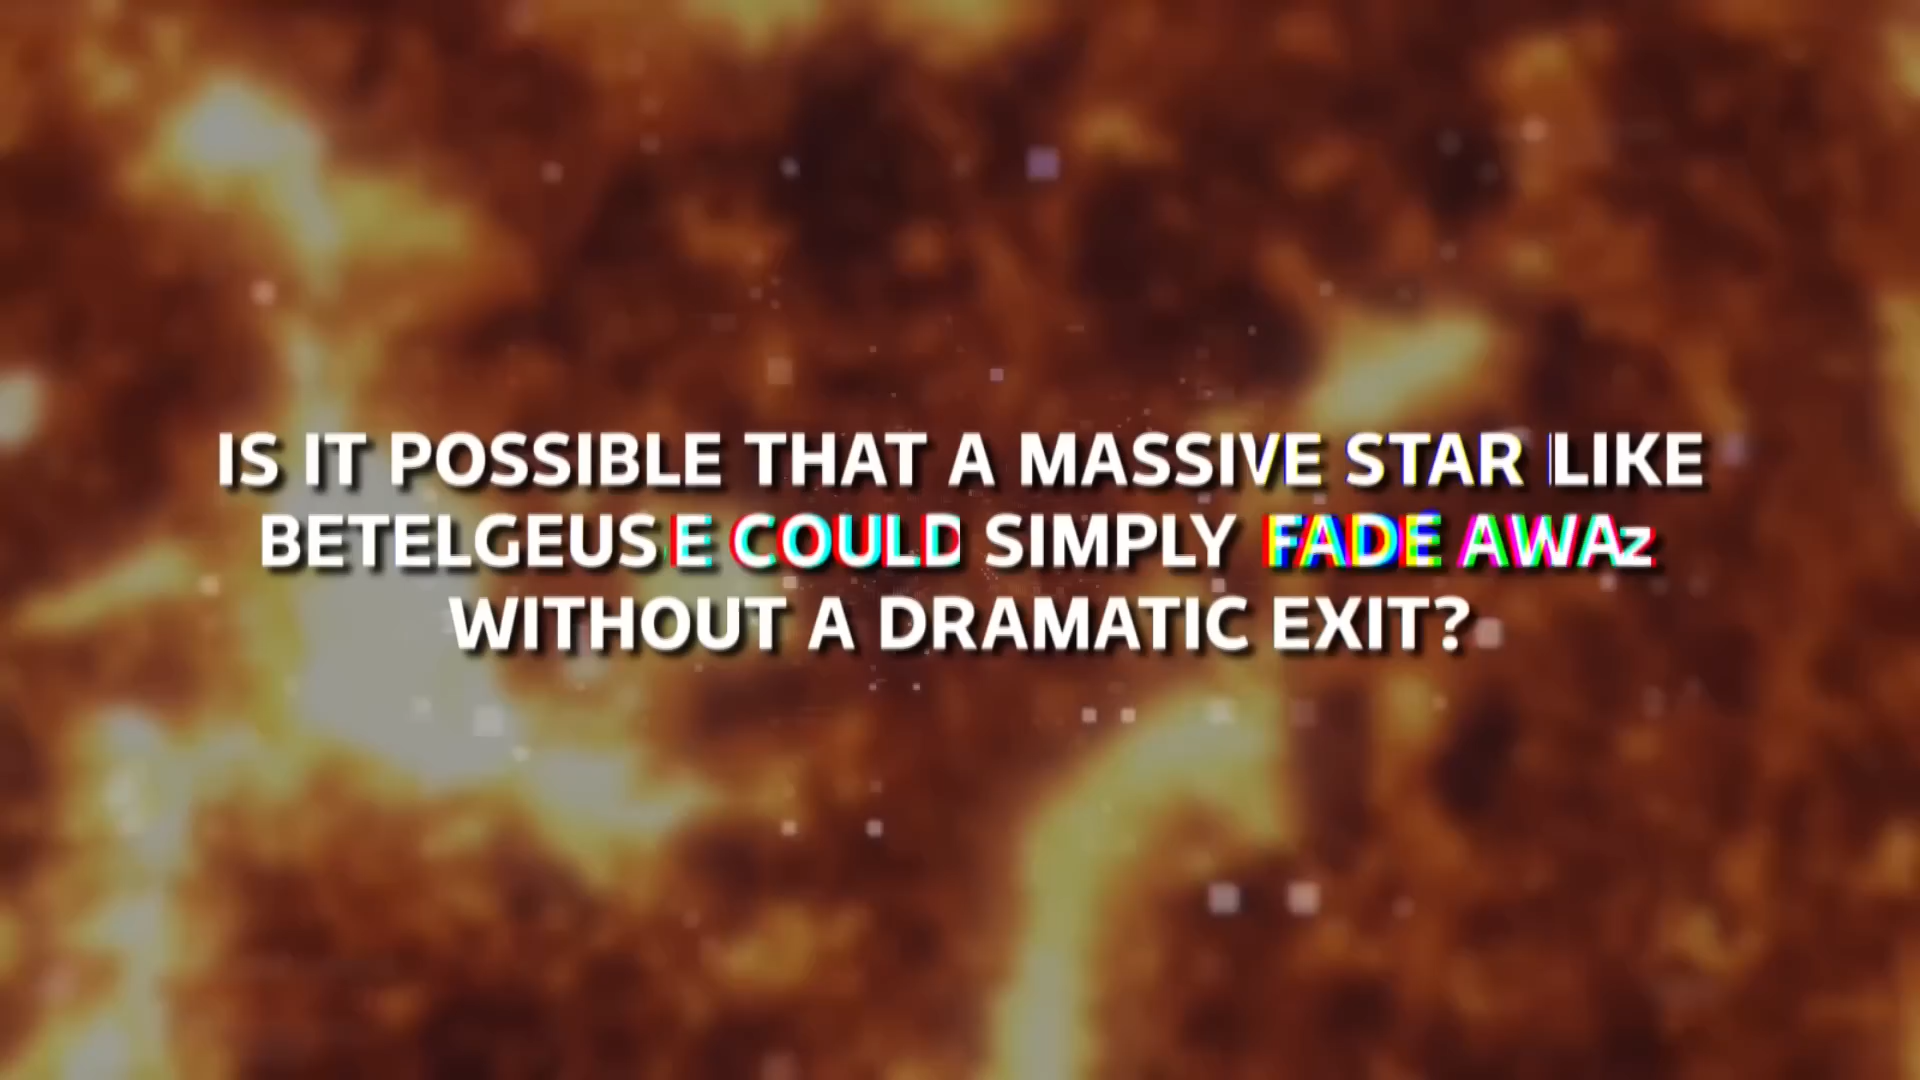 IS IT POSSIBLE THAT A MASSIVE STAR LIKE
BETELGEUSE COULD SIMPLY FADE AWAz
WITHOUT A DRAMATIC EXIT?